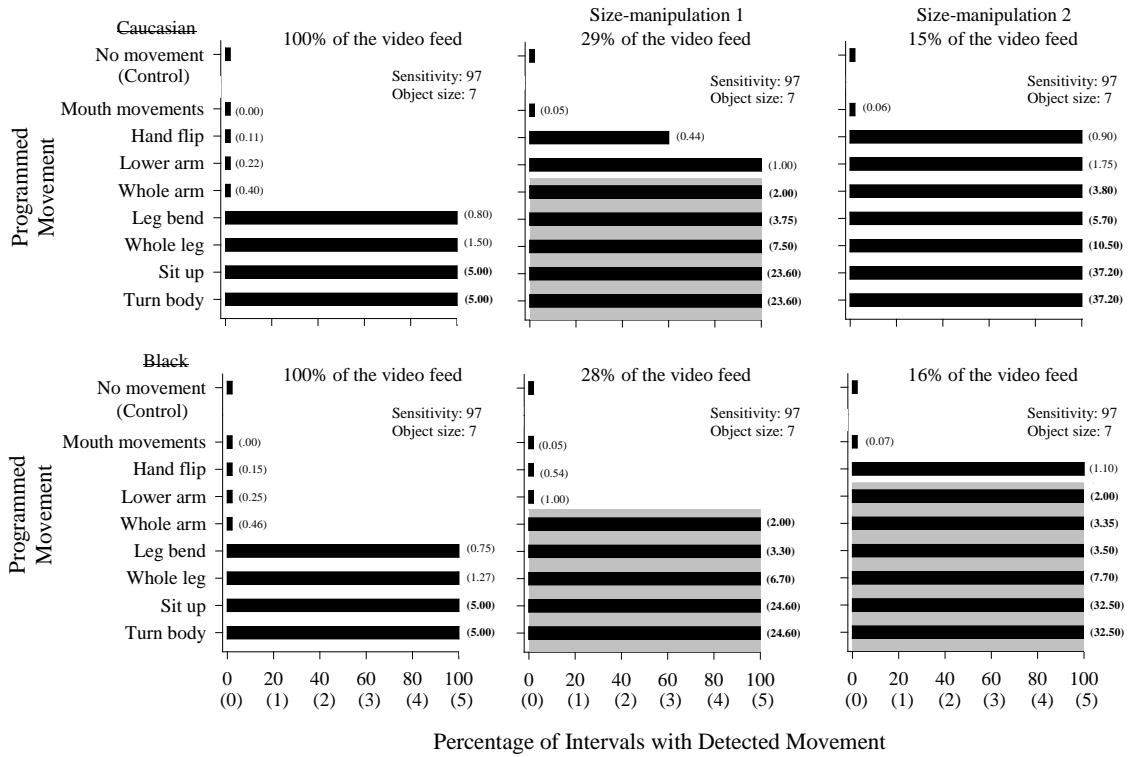 Size-manipulation 1
Size-manipulation 2
Caucasian
100% of the video feed
29% of the video feed
15% of the video feed
No movement
(Control)
Sensitivity: 97
Object size: 7
Sensitivity: 97
Object size: 7
Sensitivity: 97
Object size: 7
Programmed
Movement
Mouth movements (0.00) (0.05) (0.06)
Hand flip (0.11) (0.44) (0.90)
Lower arm (0.22) (1.00) (1.75)
Whole arm (0.40) (2.00) (3.80)
Leg bend (0.80) (3.75) (5.70)
Whole leg (1.50) (7.50) (10.50)
Sit up (5.00) (23.60) (37.20)
Turn body (5.00) (23.60) (37.20)
Black
100% of the video feed
28% of the video feed
16% of the video feed
No movement
(Control)
Sensitivity: 97
Object size: 7
Sensitivity: 97
Object size: 7
Sensitivity: 97
Object size: 7
Programmed
Movement
Mouth movements (.00) (0.05) (0.07)
Hand flip (0.15) (0.54) (1.10)
Lower arm (0.25) (1.00) (2.00)
Whole arm (0.46) (2.00) (3.35)
Leg bend (0.75) (3.30) (3.50)
Whole leg (1.27) (6.70) (7.70)
Sit up (5.00) (24.60) (32.50)
Turn body (5.00) (24.60) (32.50)
0 20 40 60 80 100 0 20 40 60 80 100 0 20 40 60 80 100
(0) (1) (2) (3) (4) (5) (0) (1) (2) (3) (4) (5) (0) (1) (2) (3) (4) (5)
Percentage of Intervals with Detected Movement